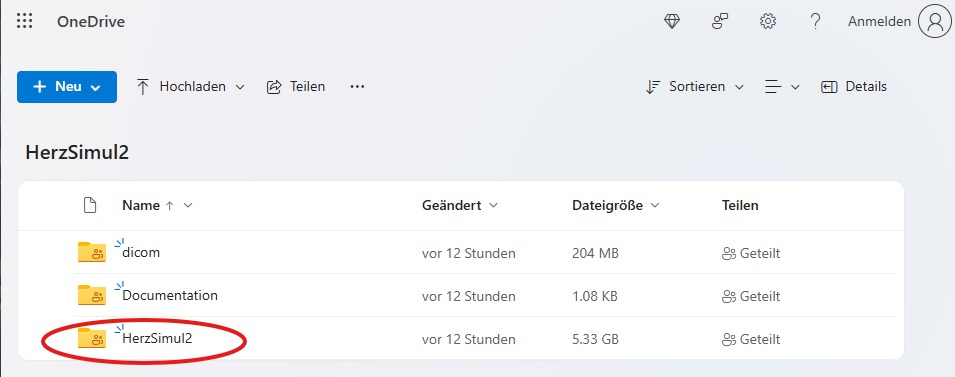 OneDrive Anmelden
Neu Hochladen Teilen ... Sortieren Details
HerzSimul2
Name Geändert Dateigröße Teilen
dicom vor 12 Stunden 204 MB Geteilt
Documentation vor 12 Stunden 1.08 KB Geteilt
HerzSimul2 vor 12 Stunden 5.33 GB Geteilt